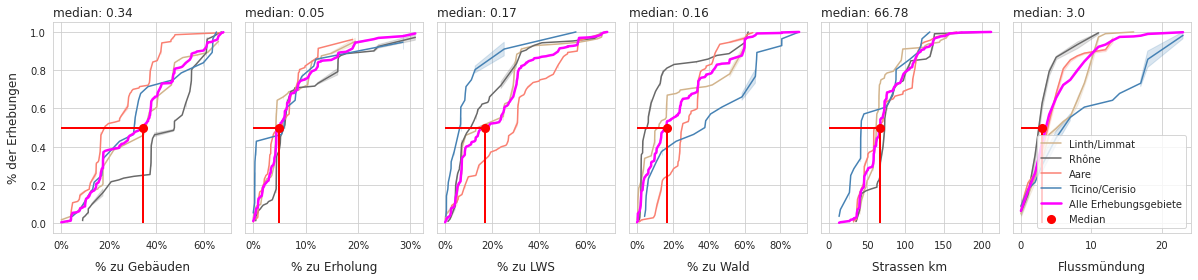 median: 0.34
median: 0.05
median: 0.17
median: 0.16
median: 66.78
median: 3.0
% der Erhebungen
1.0
0.8
0.6
0.4
0.2
0.0
0% 20% 40% 60%
0% 10% 20% 30%
0% 20% 40% 60%
0% 20% 40% 60% 80%
0 50 100 150 200
0 10 20
% zu Gebäuden
% zu Erholung
% zu LWS
% zu Wald
Strassen km
Flussmündung
Linth/Limmat
Rhône
Aare
Ticino/Cerisio
Alle Erhebungsgebiete
Median